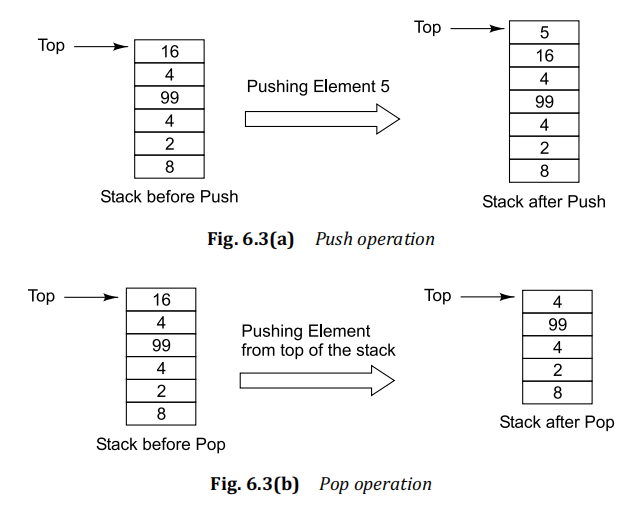 Top
16
4
99
4
2
8
Stack before Push
Pushing Element 5
Top
5
16
4
99
4
2
8
Stack after Push
Fig. 6.3(a) Push operation
Top
16
4
99
4
2
8
Stack before Pop
Pushing Element
from top of the stack
Top
4
99
4
2
8
Stack after Pop
Fig. 6.3(b) Pop operation